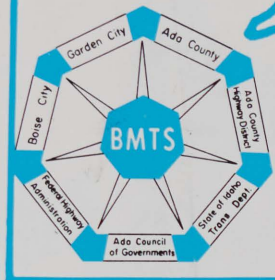 Garden City
Ada County
Ada County
Highway District
State of Idaho
Trans Dept.
Ada Council
of Governments
Federal Highway
Administration
Boise City
BMTS